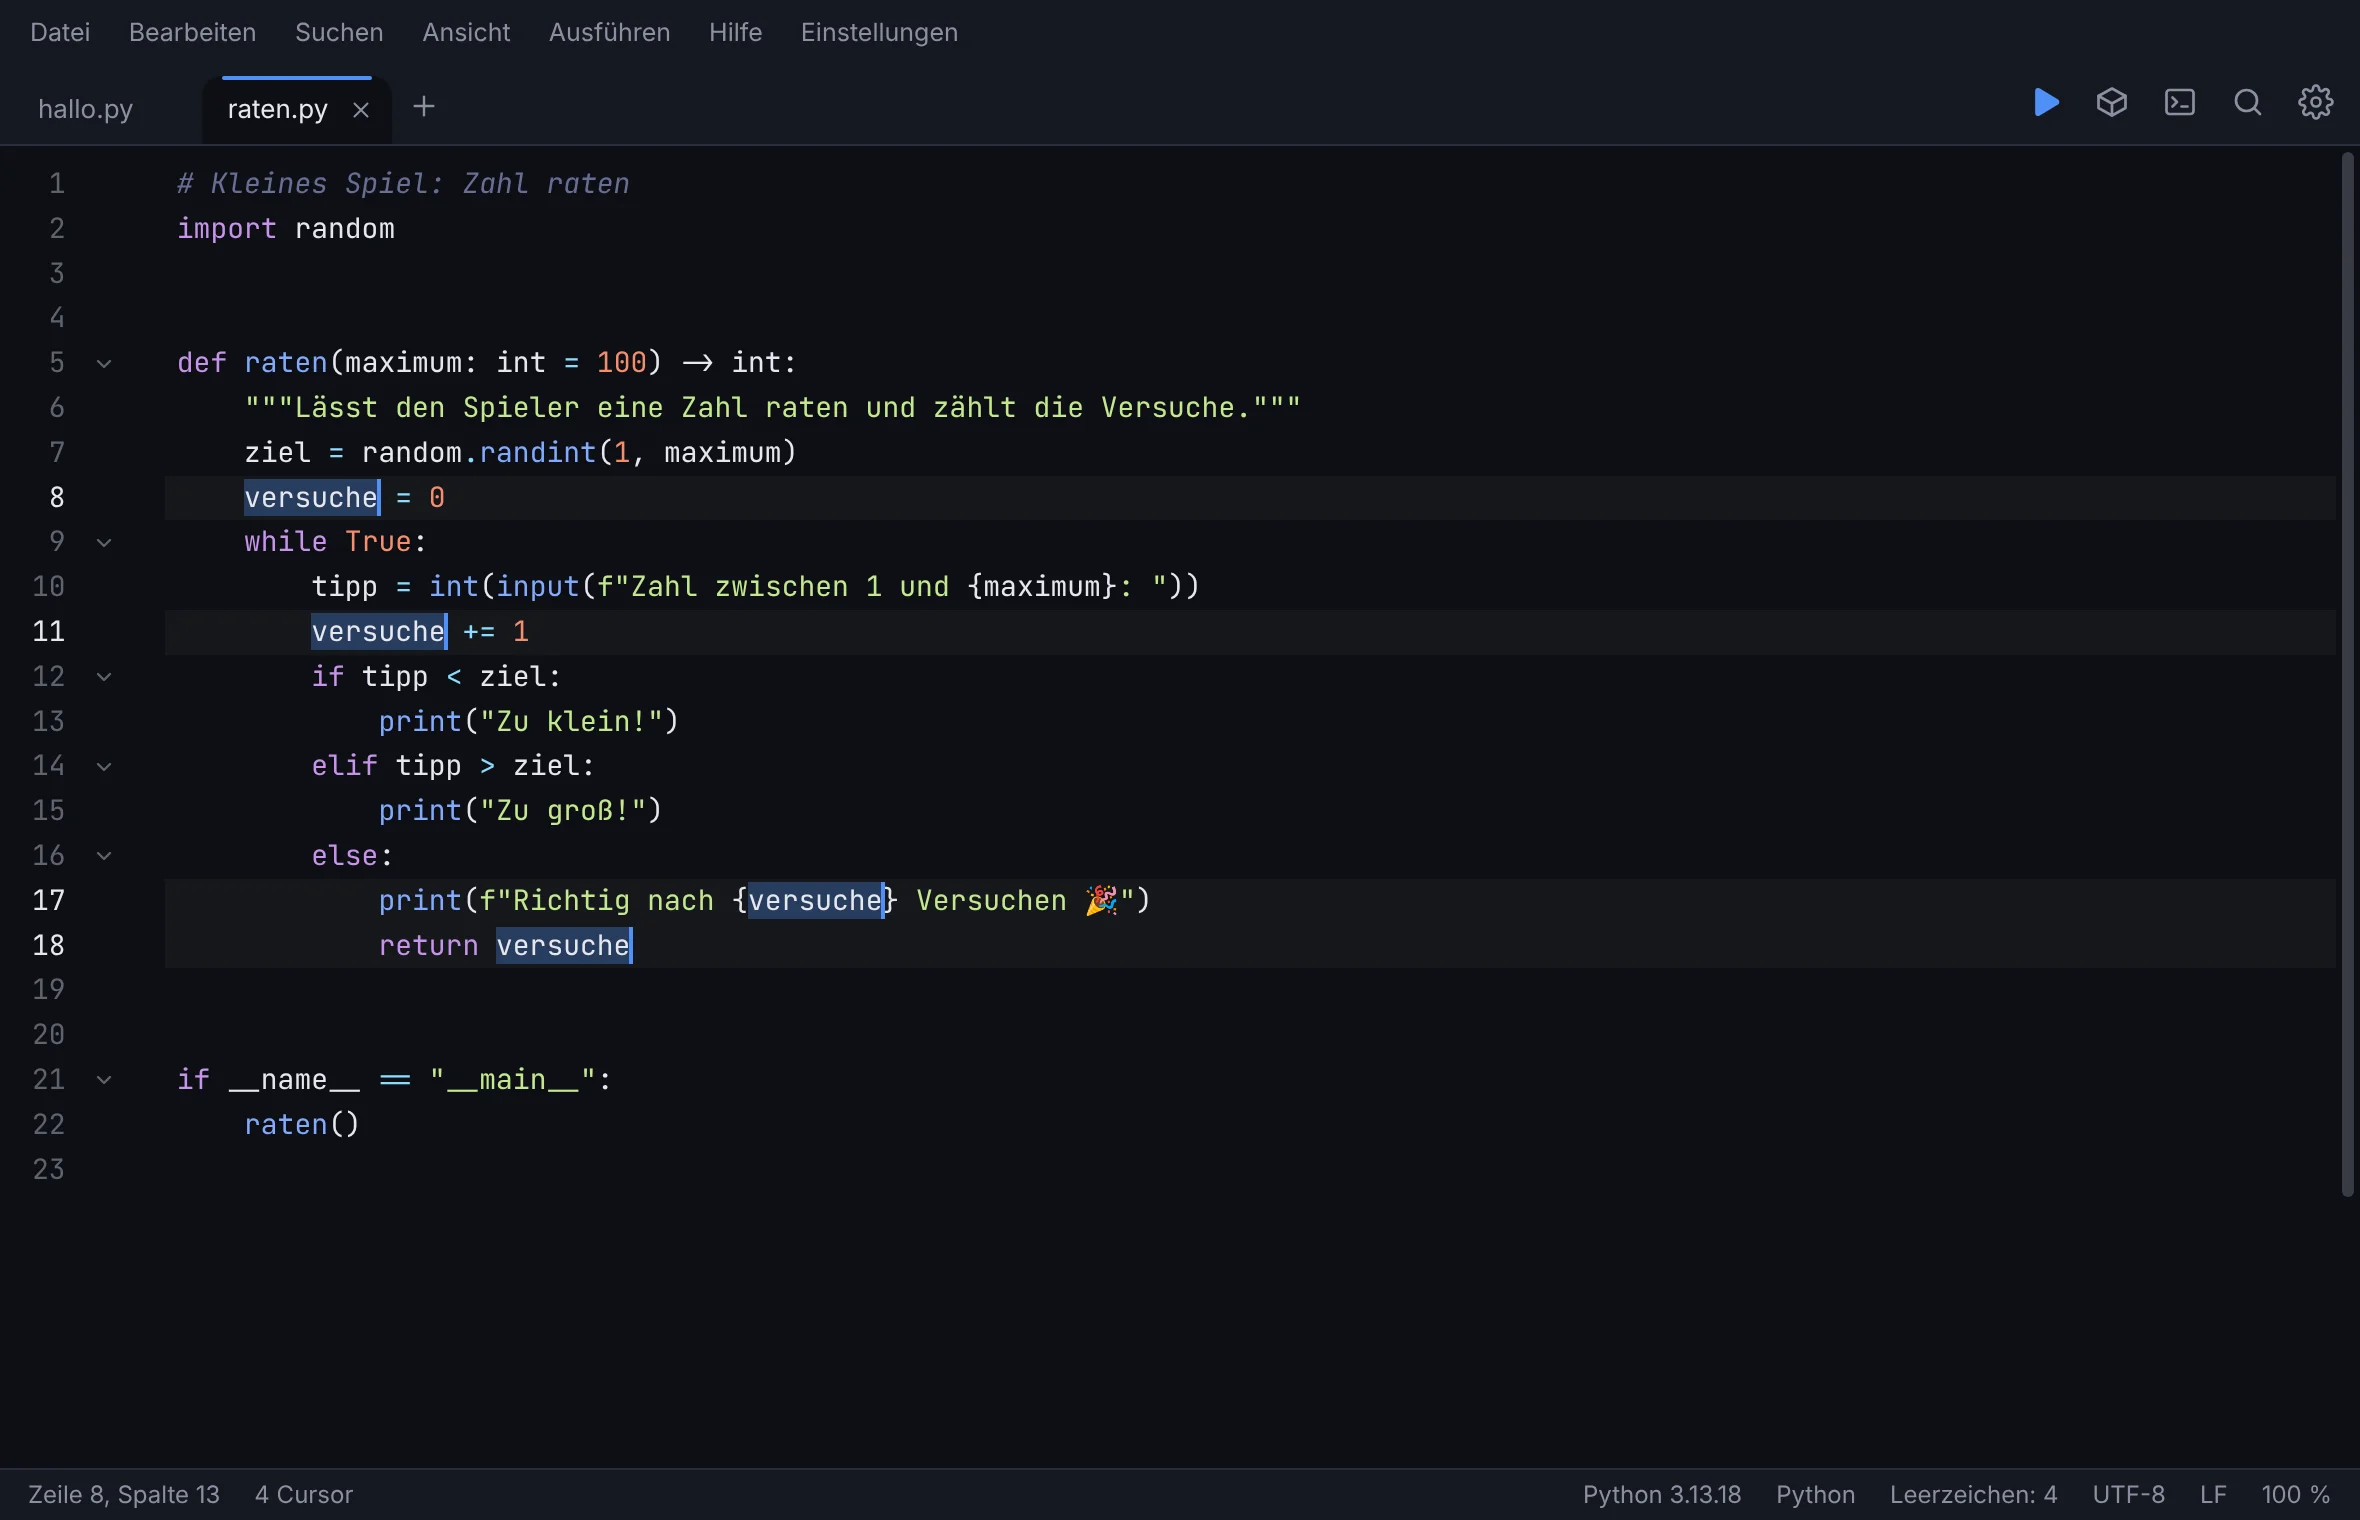 Datei Bearbeiten Suchen Ansicht Ausführen Hilfe Einstellungen
hallo.py raten.py
1 # Kleines Spiel: Zahl raten
2 import random
3
4
5 def raten(maximum: int = 100) -> int:
6 """Lässt den Spieler eine Zahl raten und zählt die Versuche."""
7 ziel = random.randint(1, maximum)
8 versuche = 0
9 while True:
10 tipp = int(input(f"Zahl zwischen 1 und {maximum}: "))
11 versuche += 1
12 if tipp < ziel:
13 print("Zu klein!")
14 elif tipp > ziel:
15 print("Zu groß!")
16 else:
17 print(f"Richtig nach {versuche} Versuchen 🎉")
18 return versuche
19
20
21 if __name__ == "__main__":
22 raten()
23
Zeile 8, Spalte 13 4 Cursor Python 3.13.18 Python Leerzeichen: 4 UTF-8 LF 100 %